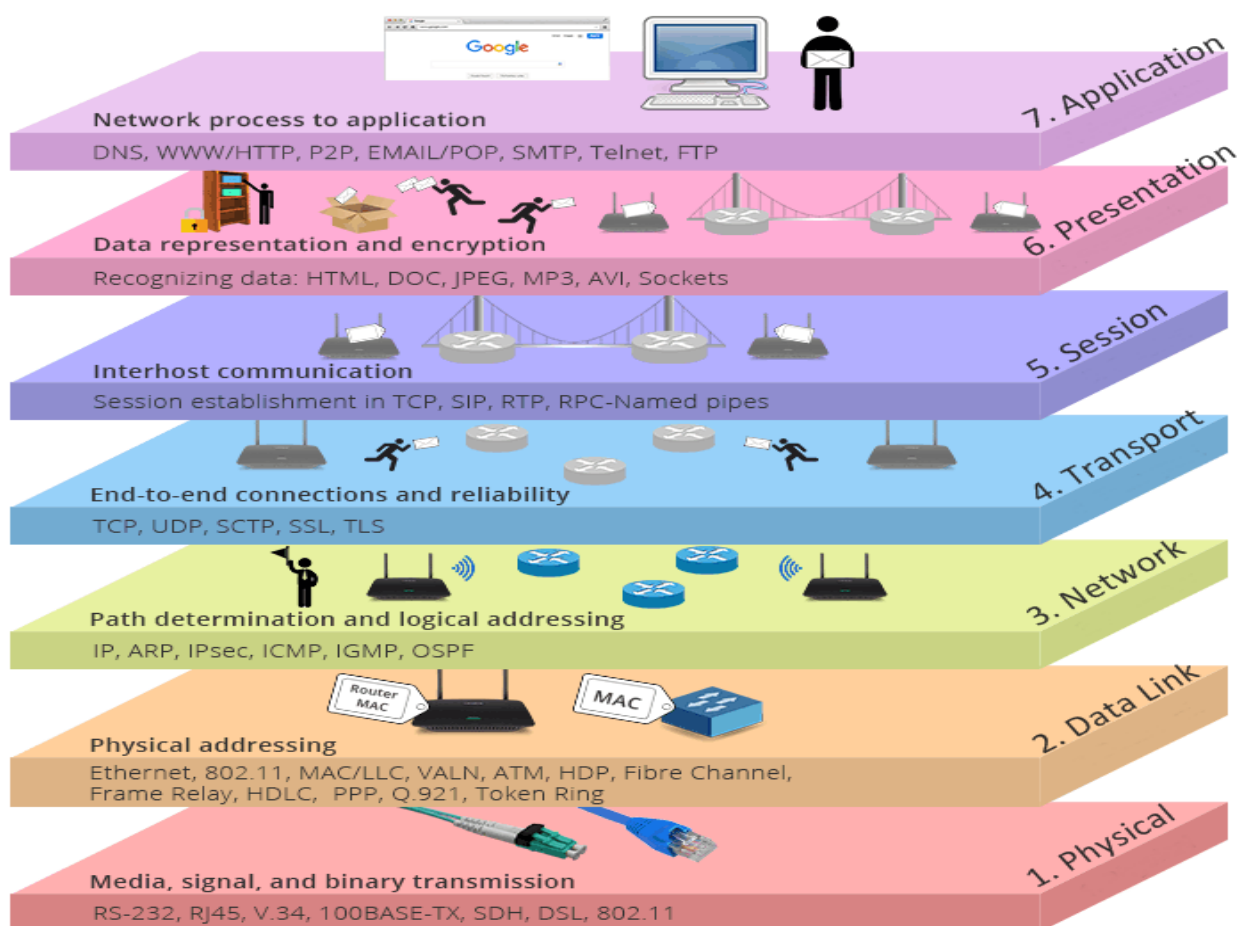 Google
7. Application
Network process to application
DNS, WWW/HTTP, P2P, EMAIL/POP, SMTP, Telnet, FTP
6. Presentation
Data representation and encryption
Recognizing data: HTML, DOC, JPEG, MP3, AVI, Sockets
5. Session
Interhost communication
Session establishment in TCP, SIP, RTP, RPC-Named pipes
4. Transport
End-to-end connections and reliability
TCP, UDP, SCTP, SSL, TLS
3. Network
Path determination and logical addressing
IP, ARP, IPsec, ICMP, IGMP, OSPF
2. Data Link
Router
MAC
MAC
Physical addressing
Ethernet, 802.11, MAC/LLC, VALN, ATM, HDP, Fibre Channel,
Frame Relay, HDLC, PPP, Q.921, Token Ring
1. Physical
Media, signal, and binary transmission
RS-232, RJ45, V.34, 100BASE-TX, SDH, DSL, 802.11